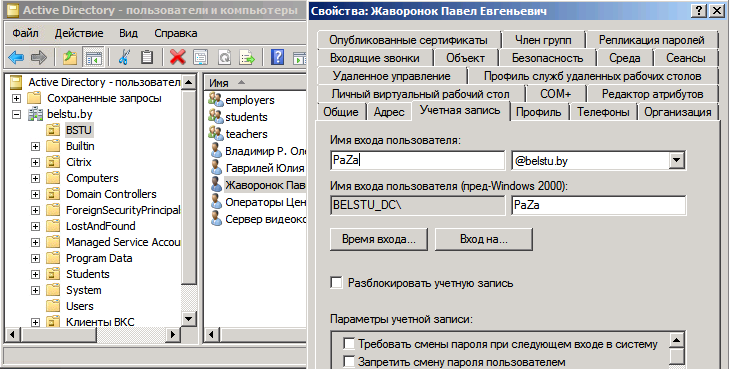 Active Directory - пользователи и компьютеры
Файл Действие Вид Справка
Active Directory - пользовател
Сохраненные запросы
belstu.by
BSTU
Builtin
Citrix
Computers
Domain Controllers
ForeignSecurityPrincipal
LostAndFound
Managed Service Accou
Program Data
Students
System
Users
Клиенты ВКС
Имя
employers
students
teachers
Владимир Р. Оле
Гаврилей Юлия
Жаворонок Пав
Операторы Цен
Сервер видеоко
Свойства: Жаворонок Павел Евгеньевич
Опубликованные сертификаты Член групп Репликация паролей
Входящие звонки Объект Безопасность Среда Сеансы
Удаленное управление Профиль служб удаленных рабочих столов
Личный виртуальный рабочий стол COM+ Редактор атрибутов
Общие Адрес Учетная запись Профиль Телефоны Организация
Имя входа пользователя:
PaZa @belstu.by
Имя входа пользователя (пред-Windows 2000):
BELSTU_DC\ PaZa
Время входа... Вход на...
Разблокировать учетную запись
Параметры учетной записи:
Требовать смены пароля при следующем входе в систему
Запретить смену пароля пользователем